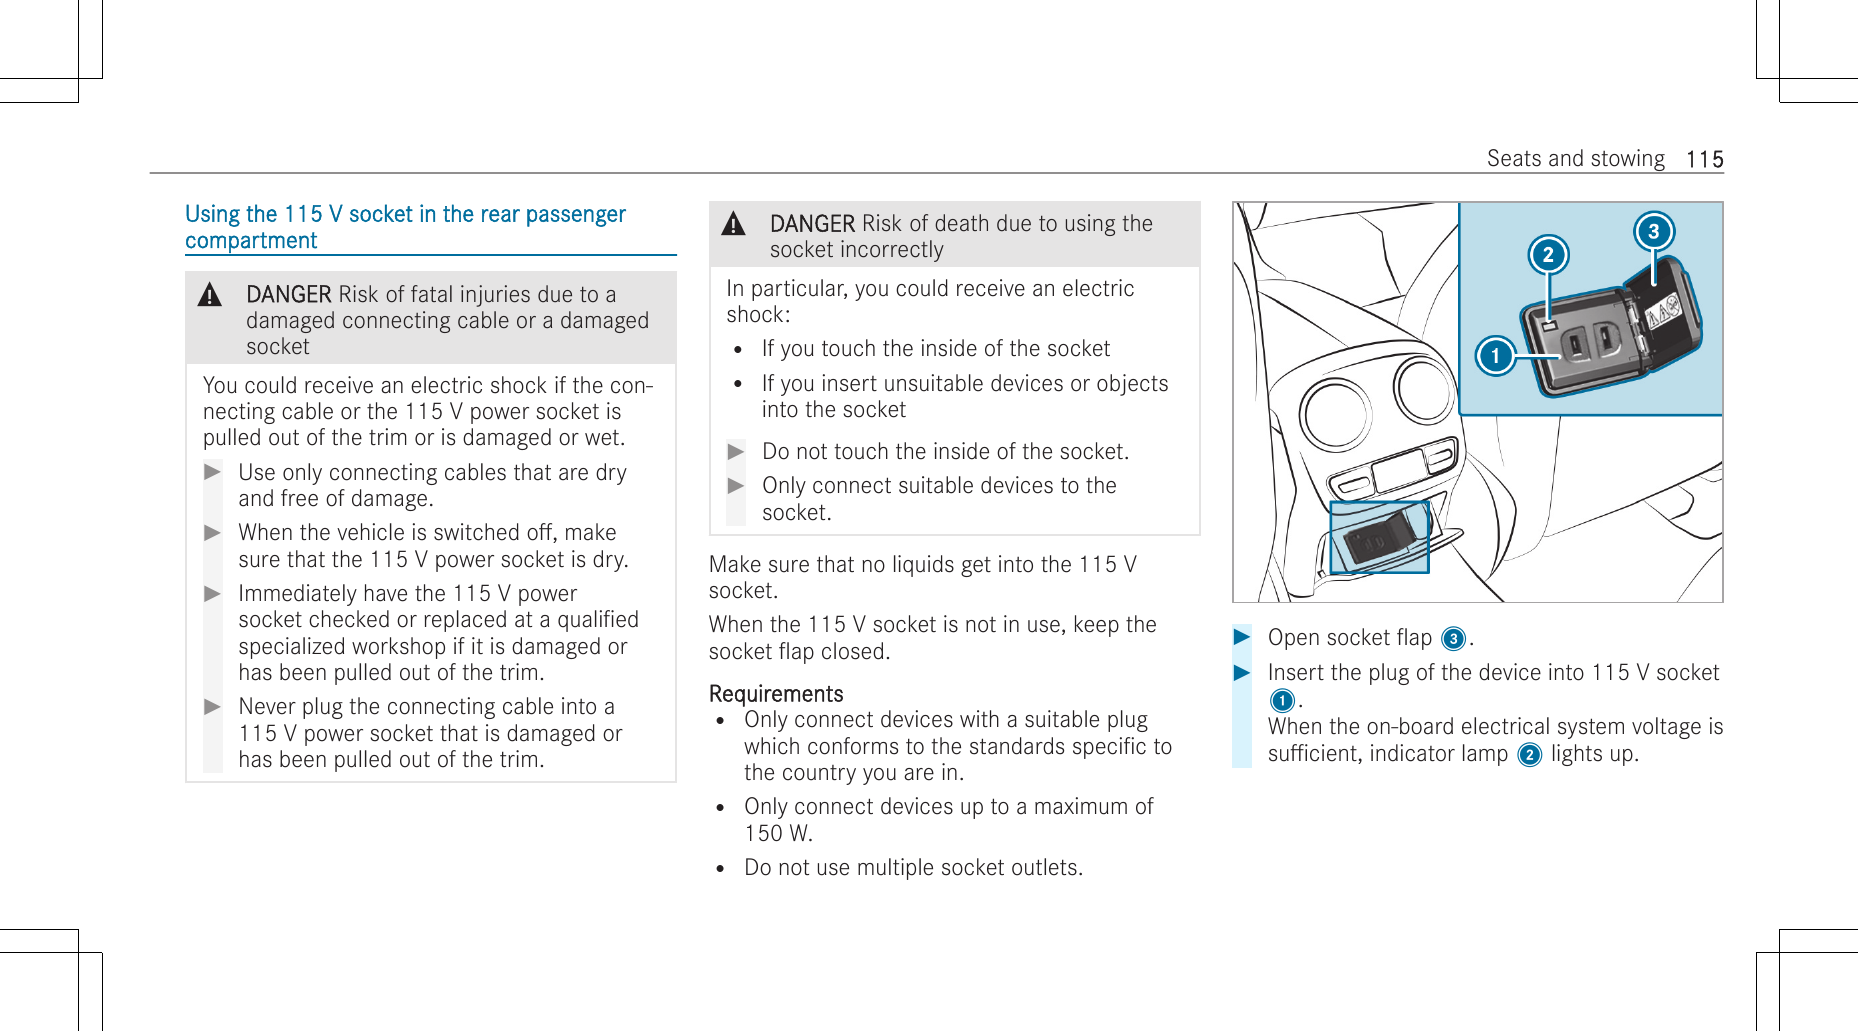 Seats and stowing 115
Using the 115 V socket in the rear passenger
compartment
DANGER Risk of fatal injuries due to a
damaged connecting cable or a damaged
socket
You could receive an electric shock if the con-
necting cable or the 115 V power socket is
pulled out of the trim or is damaged or wet.
▶ Use only connecting cables that are dry
and free of damage.
▶ When the vehicle is switched off, make
sure that the 115 V power socket is dry.
▶ Immediately have the 115 V power
socket checked or replaced at a qualified
specialized workshop if it is damaged or
has been pulled out of the trim.
▶ Never plug the connecting cable into a
115 V power socket that is damaged or
has been pulled out of the trim.
DANGER Risk of death due to using the
socket incorrectly
In particular, you could receive an electric
shock:
• If you touch the inside of the socket
• If you insert unsuitable devices or objects
into the socket
▶ Do not touch the inside of the socket.
▶ Only connect suitable devices to the
socket.
Make sure that no liquids get into the 115 V
socket.
When the 115 V socket is not in use, keep the
socket flap closed.
Requirements
• Only connect devices with a suitable plug
which conforms to the standards specific to
the country you are in.
• Only connect devices up to a maximum of
150 W.
• Do not use multiple socket outlets.
3
2
1
▶ Open socket flap 3.
▶ Insert the plug of the device into 115 V socket
1.
When the on-board electrical system voltage is
sufficient, indicator lamp 2 lights up.